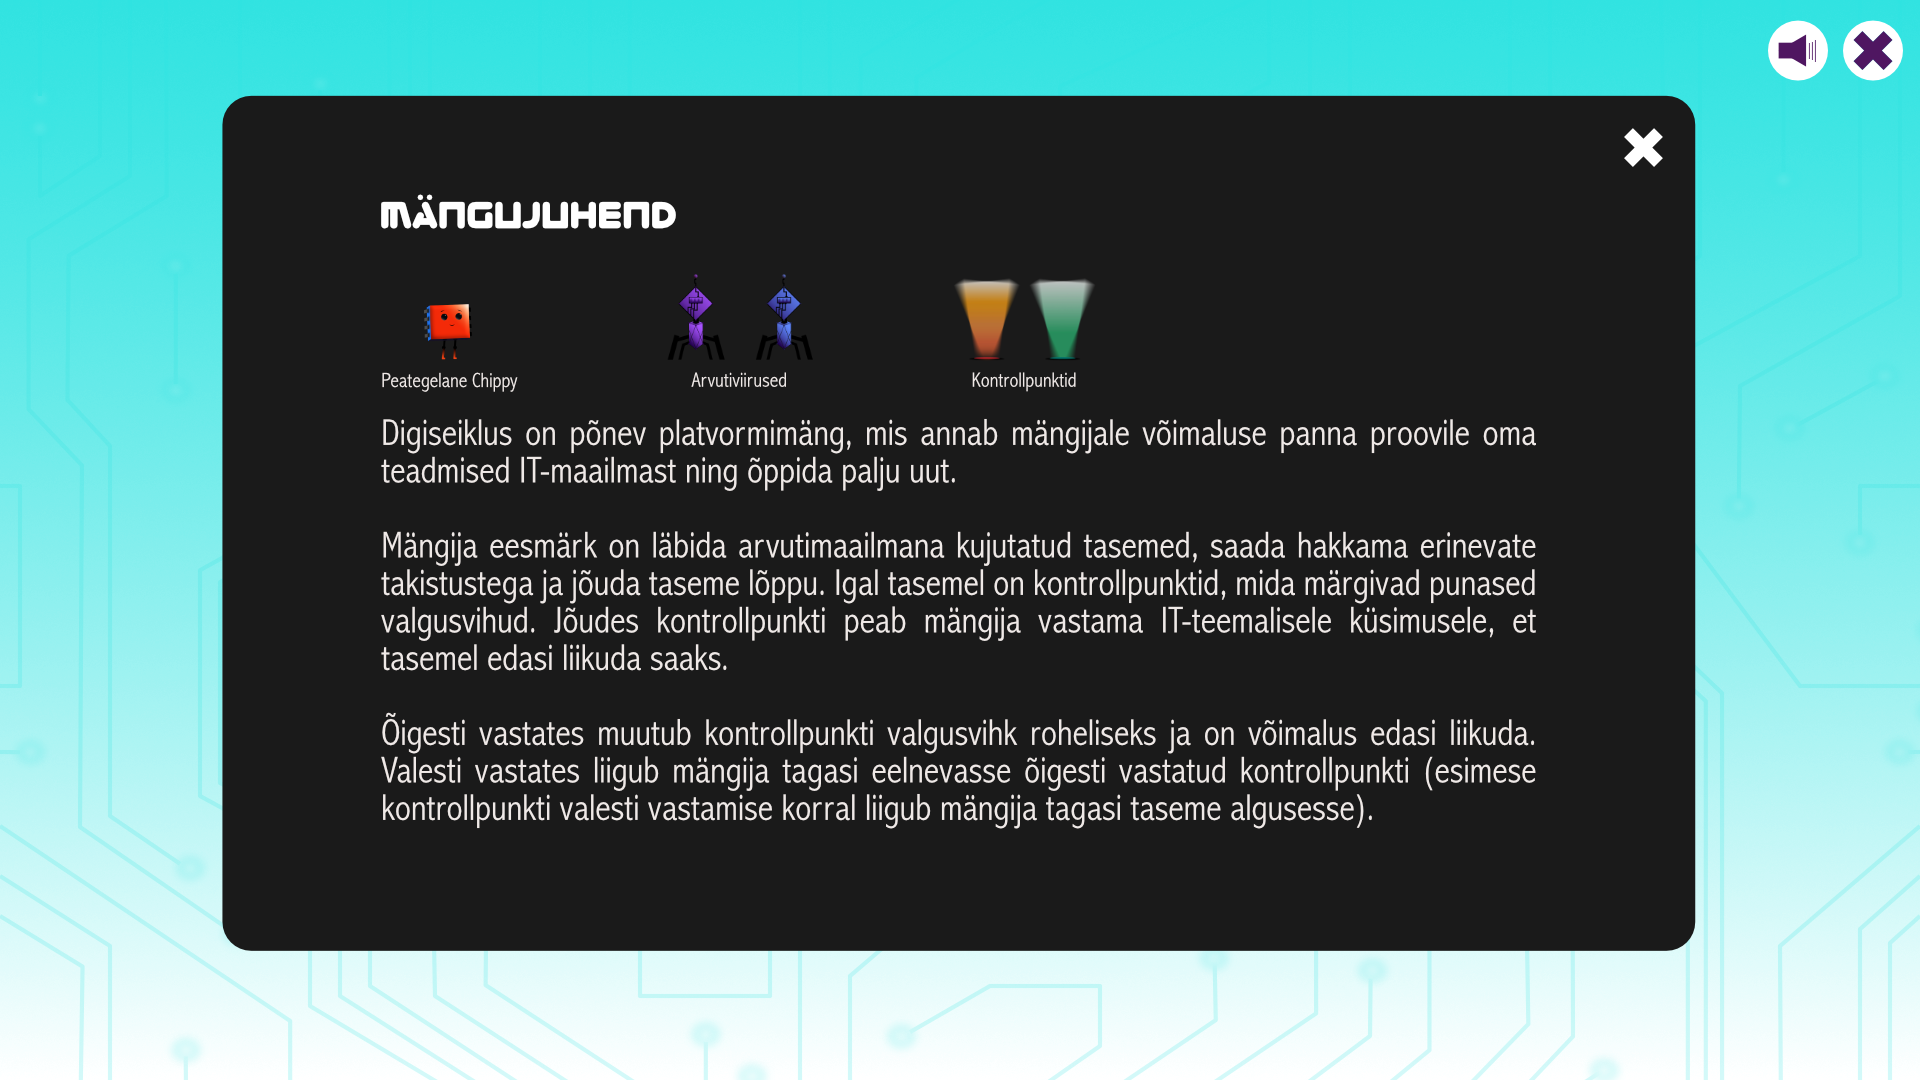 MÄNGUJUHEND
Peategelane Chippy
Arvutiviirused
Kontrollpunktid
Digiseiklus on põnev platvormimäng, mis annab mängijale võimaluse panna proovile oma
teadmised IT-maailmast ning õppida palju uut.
Mängija eesmärk on läbida arvutimaailmana kujutatud tasemed, saada hakkama erinevate
takistustega ja jõuda taseme lõppu. Igal tasemel on kontrollpunktid, mida märgivad punased
valgusvihud. Jõudes kontrollpunkti peab mängija vastama IT-teemalisele küsimusele, et
tasemel edasi liikuda saaks.
Õigesti vastates muutub kontrollpunkti valgusvihk roheliseks ja on võimalus edasi liikuda.
Valesti vastates liigub mängija tagasi eelnevasse õigesti vastatud kontrollpunkti (esimese
kontrollpunkti valesti vastamise korral liigub mängija tagasi taseme algusesse).